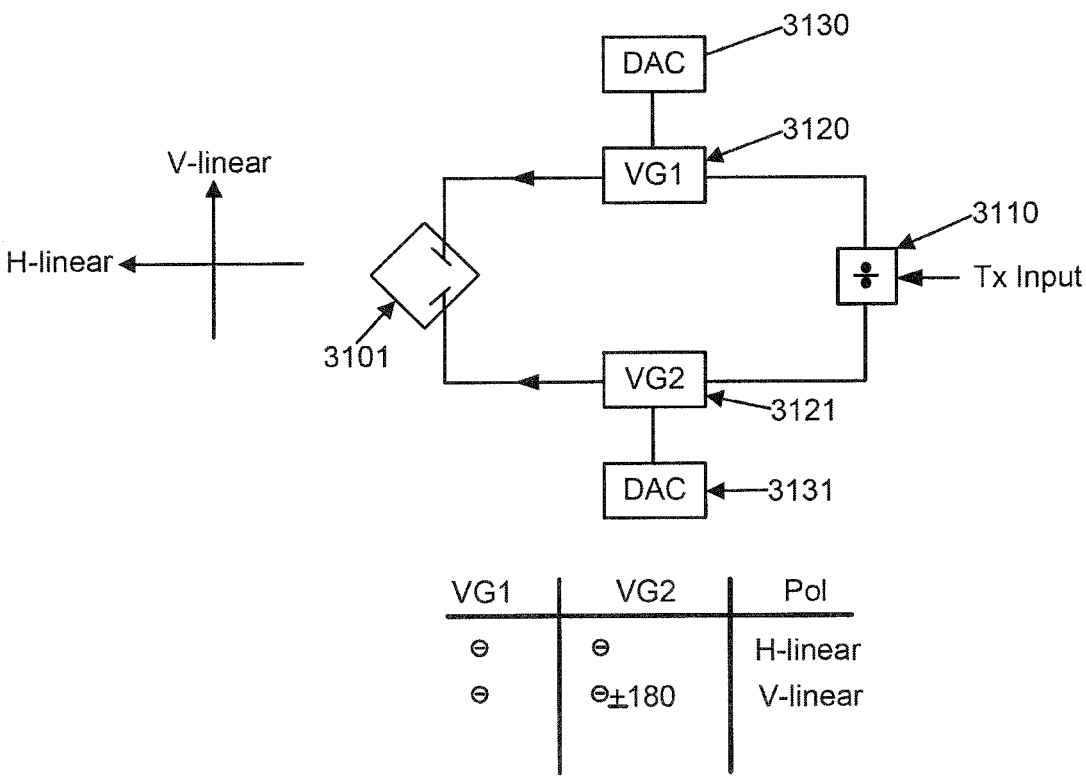 3130
DAC
3120
VG1
V-linear
3110
H-linear
÷
Tx Input
3101
VG2
3121
DAC
3131
VG1 VG2 Pol
Θ Θ H-linear
Θ Θ±180 V-linear